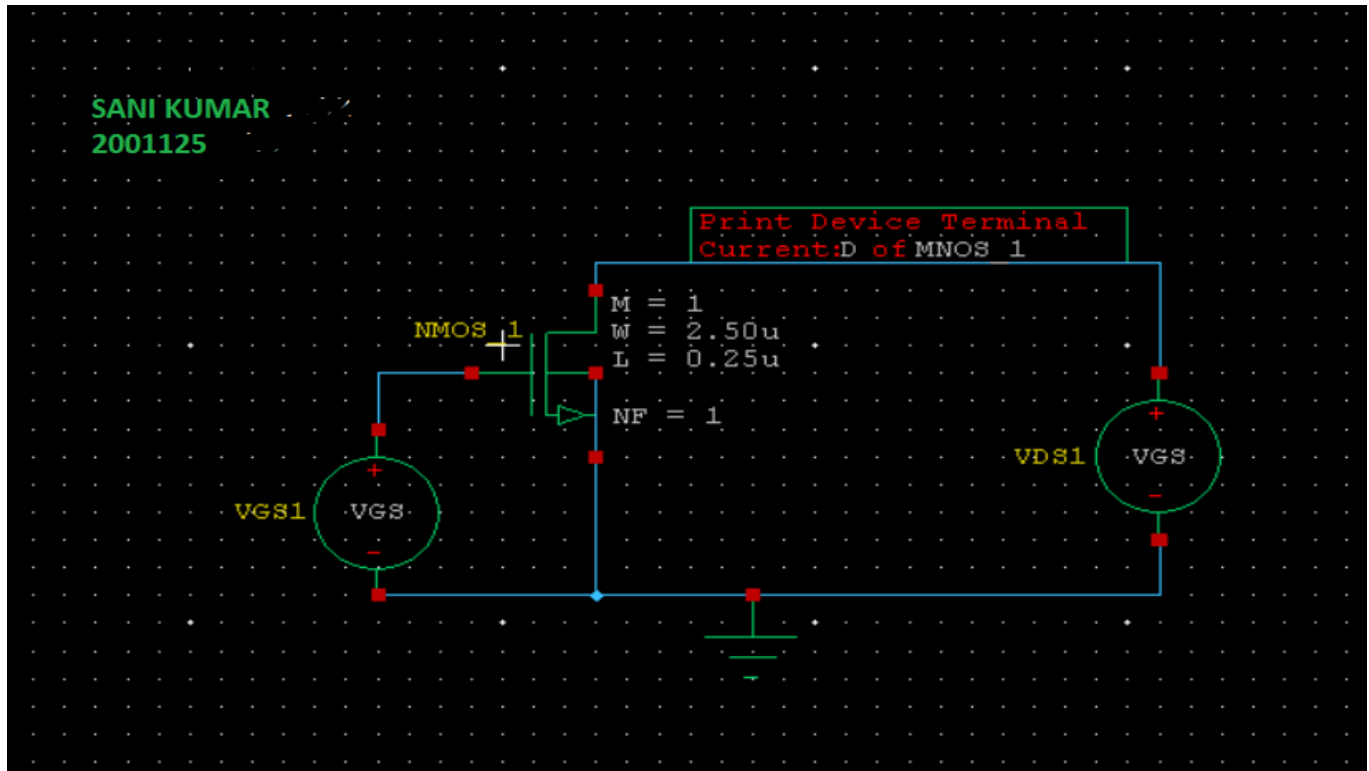 SANI KUMAR
2001125
Print Device Terminal
Current:D of MNOS_1
M = 1
NMOS_1
W = 2.50u
L = 0.25u
NF = 1
+
VDS1
VGS
-
+
VGS1
VGS
-